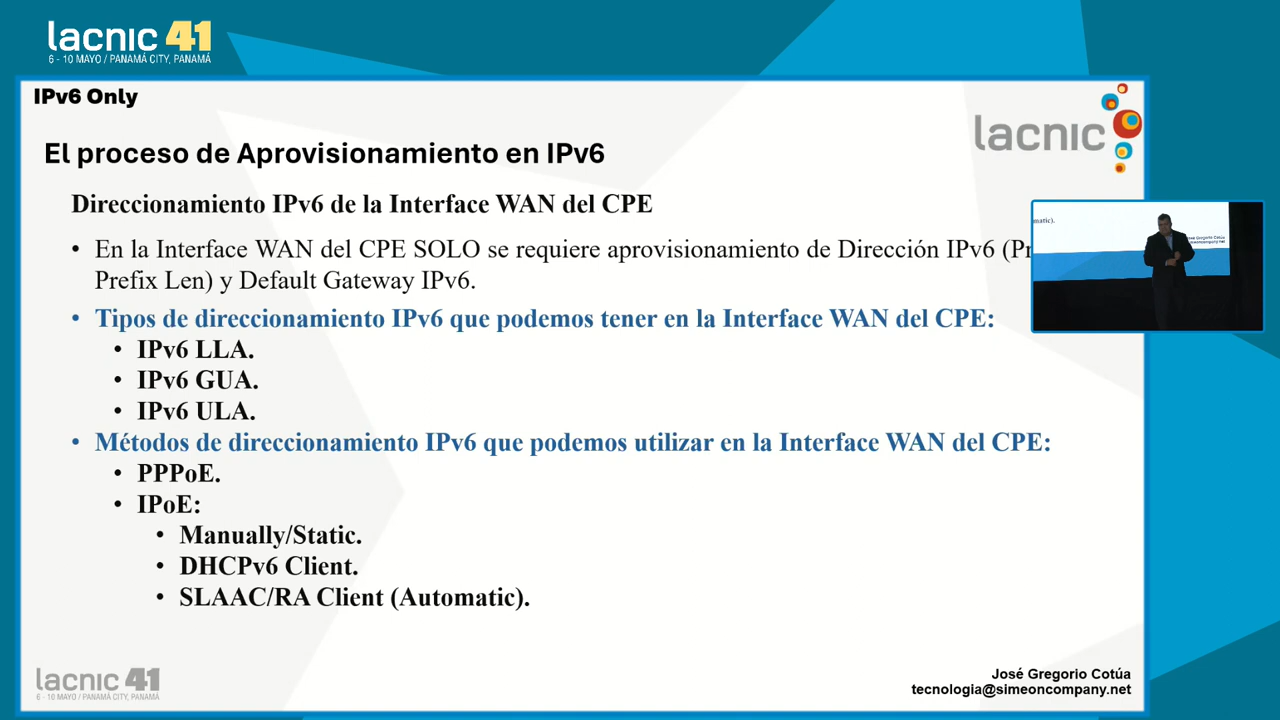 lacnic 41
6 - 10 MAYO / PANAMÁ CITY, PANAMÁ
IPv6 Only
lacnic
El proceso de Aprovisionamiento en IPv6
Direccionamiento IPv6 de la Interface WAN del CPE
• En la Interface WAN del CPE SOLO se requiere aprovisionamiento de Dirección IPv6
Prefix Len) y Default Gateway IPv6.
• Tipos de direccionamiento IPv6 que podemos tener en la Interface WAN del CPE:
• IPv6 LLA.
• IPv6 GUA.
• IPv6 ULA.
• Métodos de direccionamiento IPv6 que podemos utilizar en la Interface WAN del CPE:
• PPPoE.
• IPoE:
• Manually/Static.
• DHCPv6 Client.
• SLAAC/RA Client (Automatic).
matic).
lacnic 41
6 - 10 MAYO / PANAMÁ CITY, PANAMÁ
José Gregorio Cotúa
tecnologia@simeoncompany.net